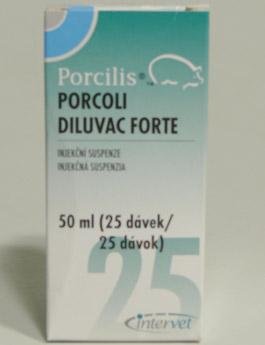 Porcilis®
PORCOLI
DILUVAC FORTE
INJEKČNÍ SUSPENZE
INJEKČNÁ SUSPENZIA
50 ml (25 dávek/
25 dávok)
25
intervet